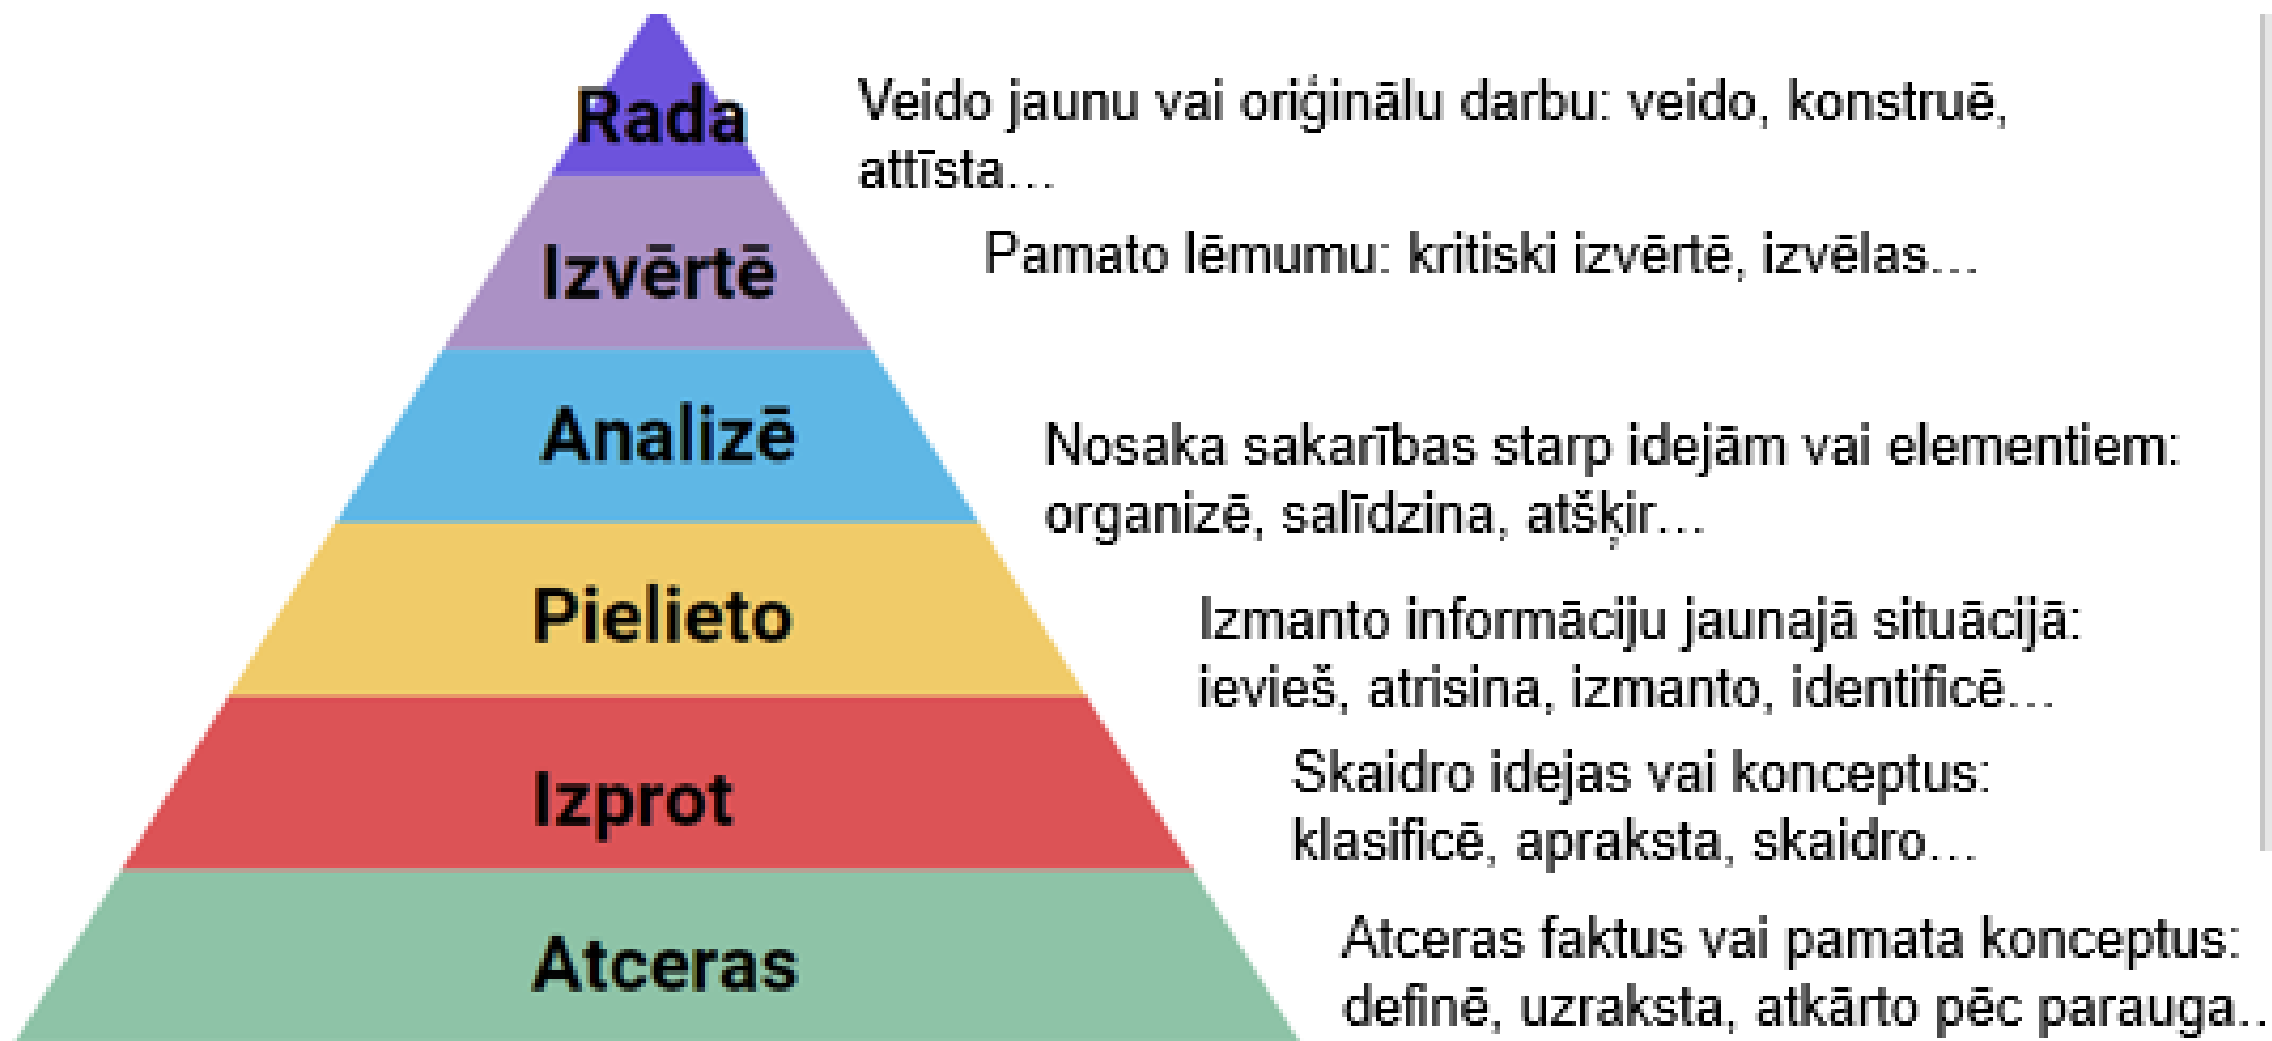 Rada
Veido jaunu vai oriģinālu darbu: veido, konstruē,
attīsta...
Izvērtē
Pamato lēmumu: kritiski izvērtē, izvēlas...
Analizē
Nosaka sakarības starp idejām vai elementiem:
organizē, salīdzina, atšķir...
Pielieto
Izmanto informāciju jaunajā situācijā:
ievieš, atrisina, izmanto, identificē...
Izprot
Skaidro idejas vai konceptus:
klasificē, apraksta, skaidro...
Atceras
Atceras faktus vai pamata konceptus:
definē, uzraksta, atkārto pēc parauga..